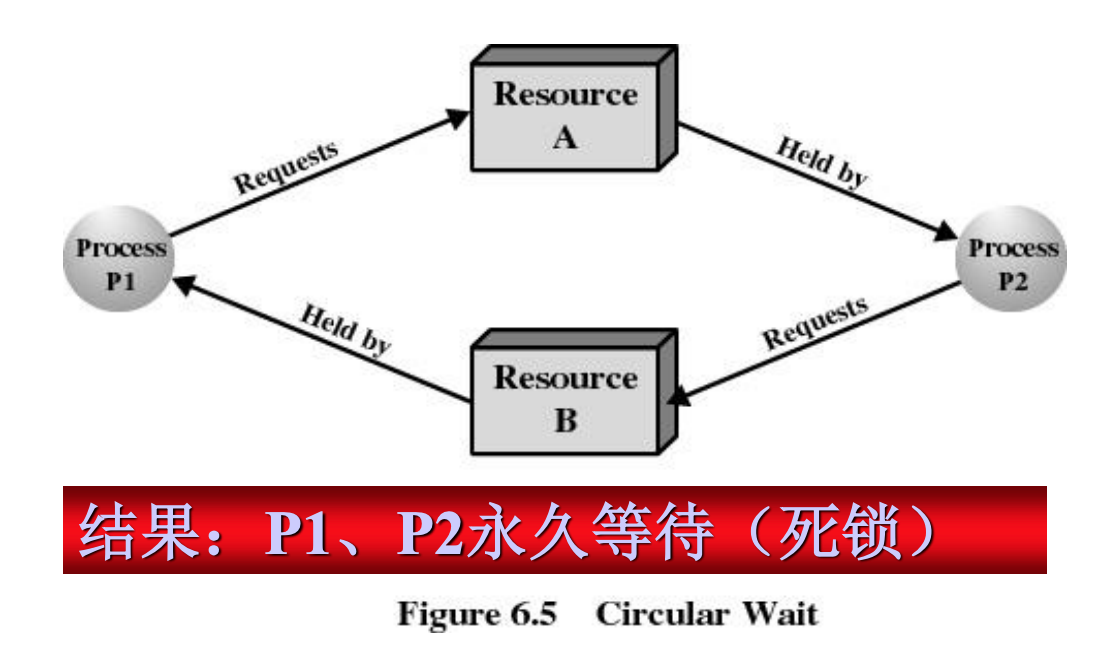 Resource
A
Requests
Held by
Process
P1
Process
P2
Held by
Requests
Resource
B
结果：P1、P2永久等待（死锁）
Figure 6.5 Circular Wait